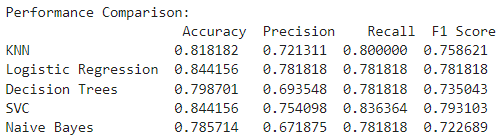 Performance Comparison:
Accuracy Precision Recall F1 Score
KNN 0.818182 0.721311 0.800000 0.758621
Logistic Regression 0.844156 0.781818 0.781818 0.781818
Decision Trees 0.798701 0.693548 0.781818 0.735043
SVC 0.844156 0.754098 0.836364 0.793103
Naive Bayes 0.785714 0.671875 0.781818 0.722689